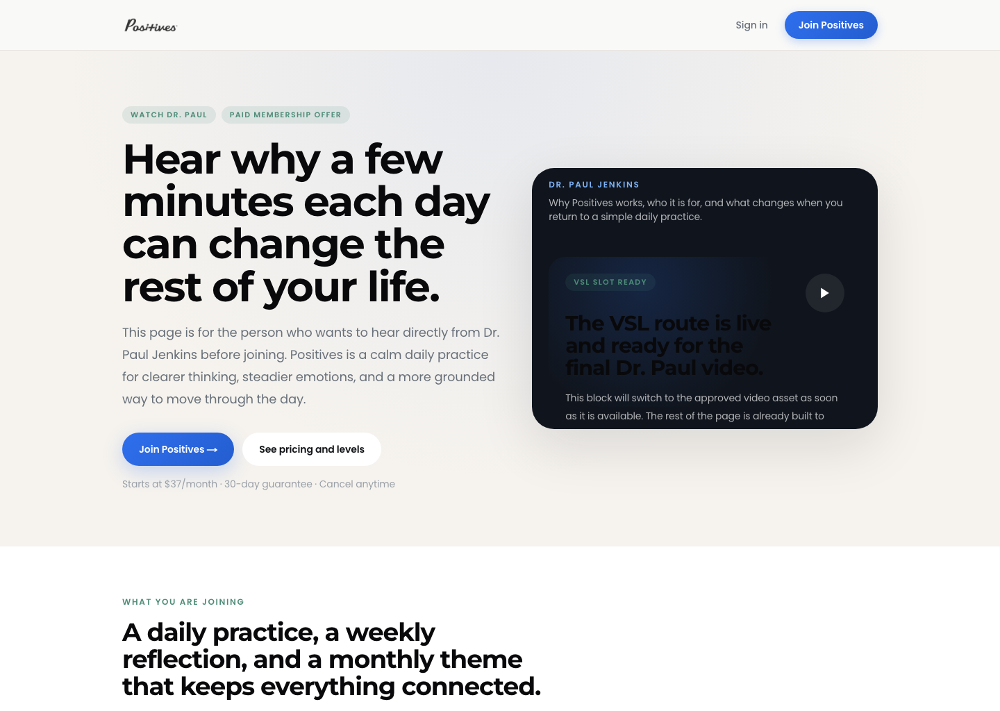 Positives
Sign in
Join Positives
WATCH DR. PAUL
PAID MEMBERSHIP OFFER
Hear why a few
minutes each day
can change the
rest of your life.
This page is for the person who wants to hear directly from Dr.
Paul Jenkins before joining. Positives is a calm daily practice
for clearer thinking, steadier emotions, and a more grounded
way to move through the day.
Join Positives →
See pricing and levels
Starts at $37/month · 30-day guarantee · Cancel anytime
DR. PAUL JENKINS
Why Positives works, who it is for, and what changes when you
return to a simple daily practice.
VSL SLOT READY
The VSL route is live
and ready for the
final Dr. Paul video.
This block will switch to the approved video asset as soon
as it is available. The rest of the page is already built to
WHAT YOU ARE JOINING
A daily practice, a weekly
reflection, and a monthly theme
that keeps everything connected.